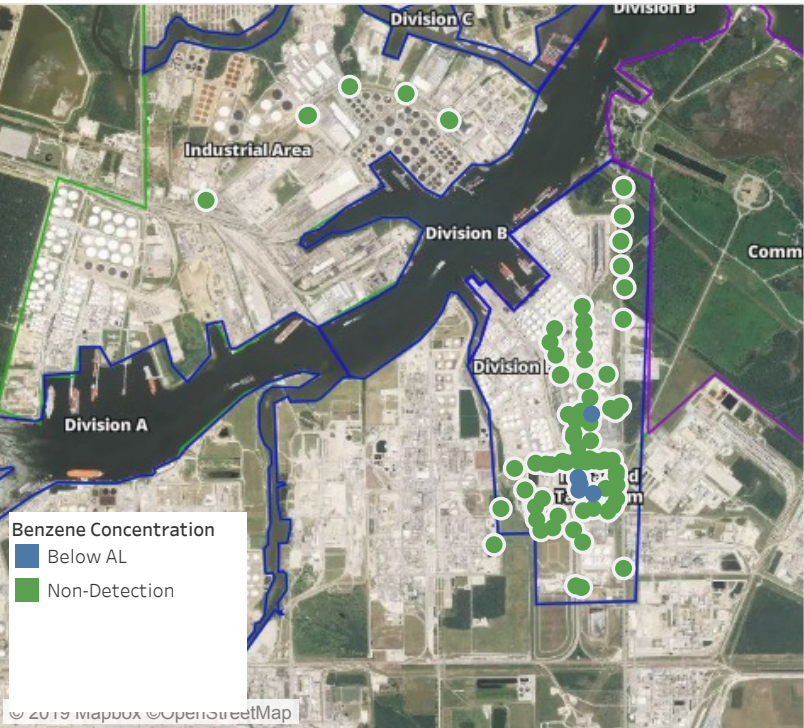 Division C
Division B
Industrial Area
Division B
Comm
Division
Division A
Benzene Concentration
Below AL
Non-Detection
© 2019 Mapbox ©OpenStreetMap